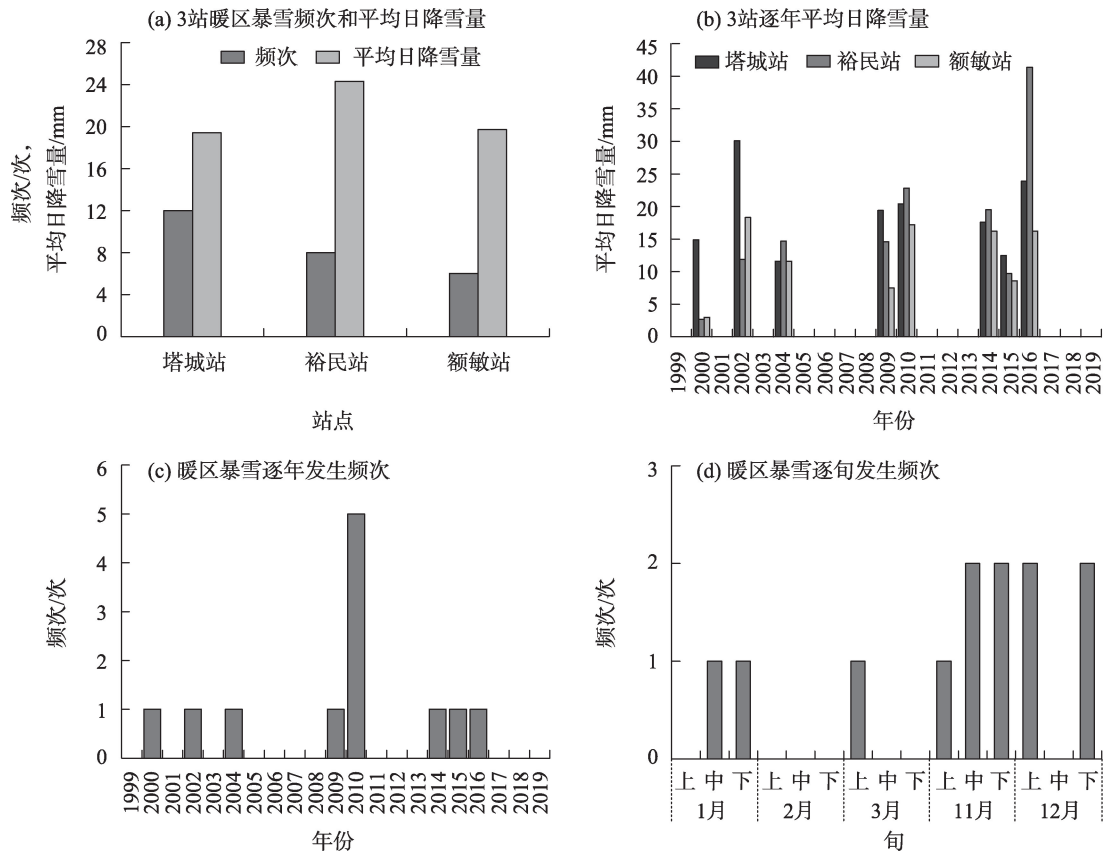 (a) 3站暖区暴雪频次和平均日降雪量
频次 平均日降雪量
28
24
20
16
12
8
4
0
频次/次,
平均日降雪量/mm
塔城站 裕民站 额敏站
站点
(b) 3站逐年平均日降雪量
塔城站 裕民站 额敏站
45
40
35
30
25
20
15
10
5
0
平均日降雪量/mm
1999 2000 2001 2002 2003 2004 2005 2006 2007 2008 2009 2010 2011 2012 2013 2014 2015 2016 2017 2018 2019
年份
(c) 暖区暴雪逐年发生频次
6
5
4
3
2
1
0
频次/次
1999 2000 2001 2002 2003 2004 2005 2006 2007 2008 2009 2010 2011 2012 2013 2014 2015 2016 2017 2018 2019
年份
(d) 暖区暴雪逐旬发生频次
3
2
1
0
频次/次
上 中 下 上 中 下 上 中 下 上 中 下 上 中 下
1月 2月 3月 11月 12月
旬